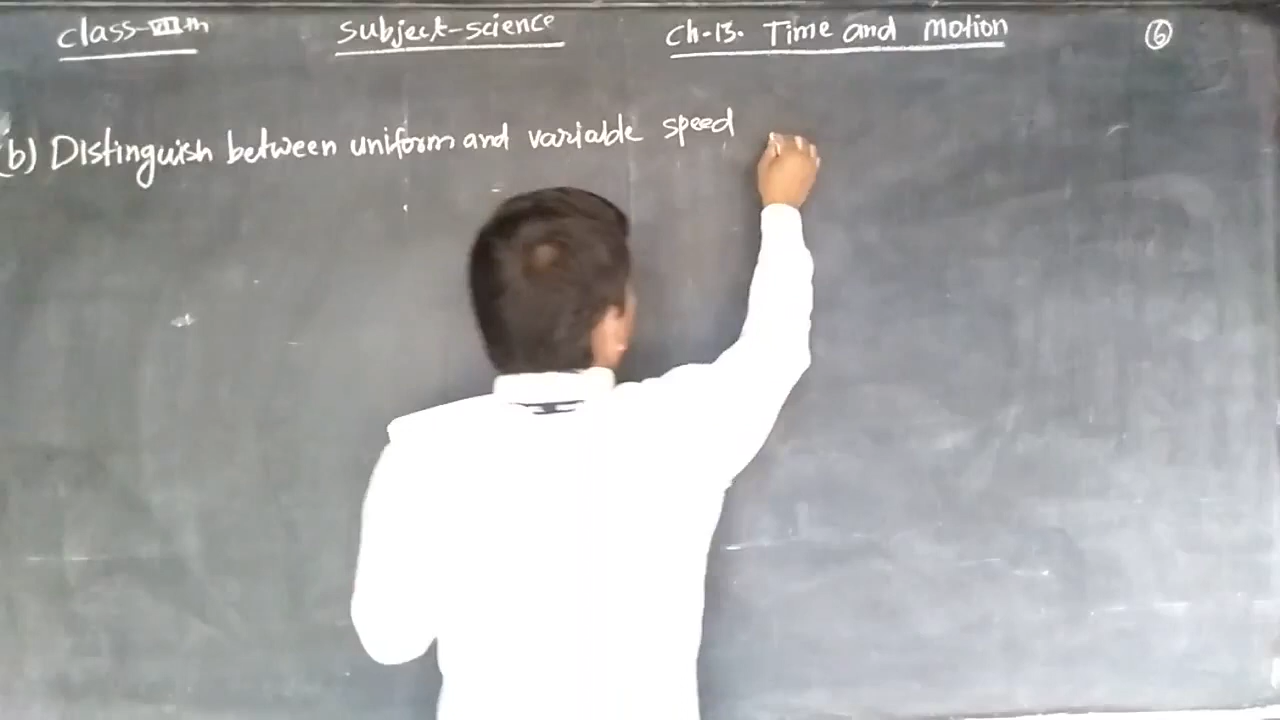 class-VIIth subject-science ch-13. Time and Motion 6
(b) Distinguish between uniform and variable speed